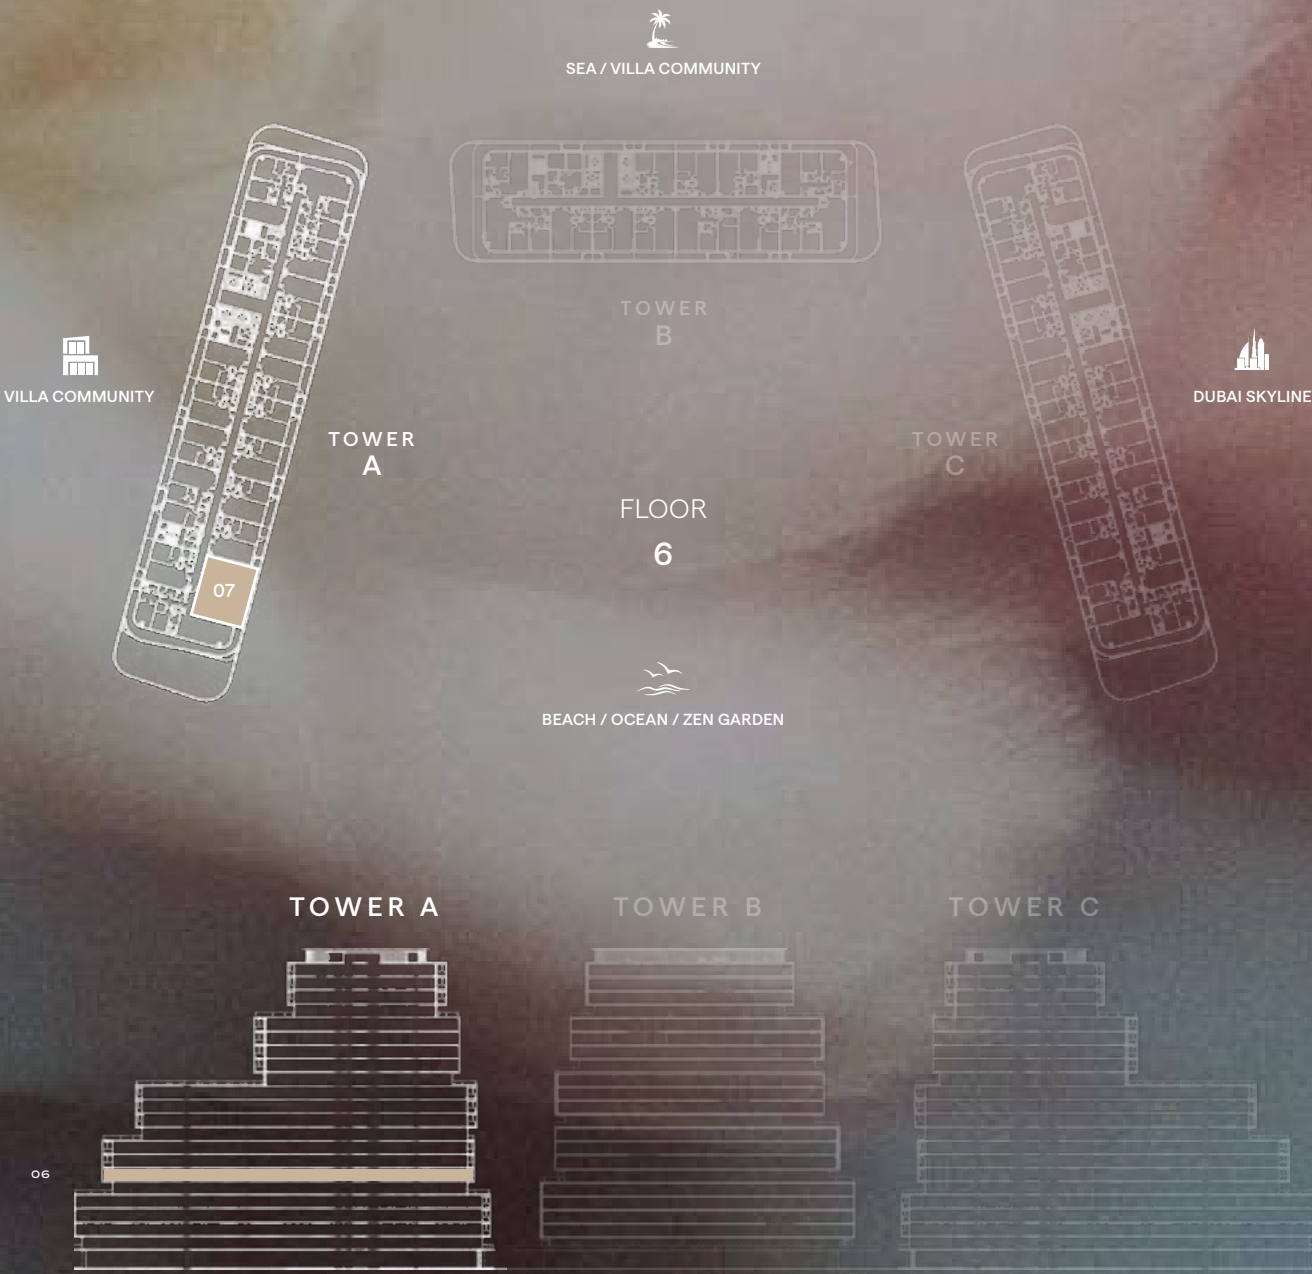 SEA / VILLA COMMUNITY
TOWER
B
VILLA COMMUNITY
DUBAI SKYLINE
TOWER
A
TOWER
C
FLOOR
6
07
BEACH / OCEAN / ZEN GARDEN
TOWER A
TOWER B
TOWER C
06